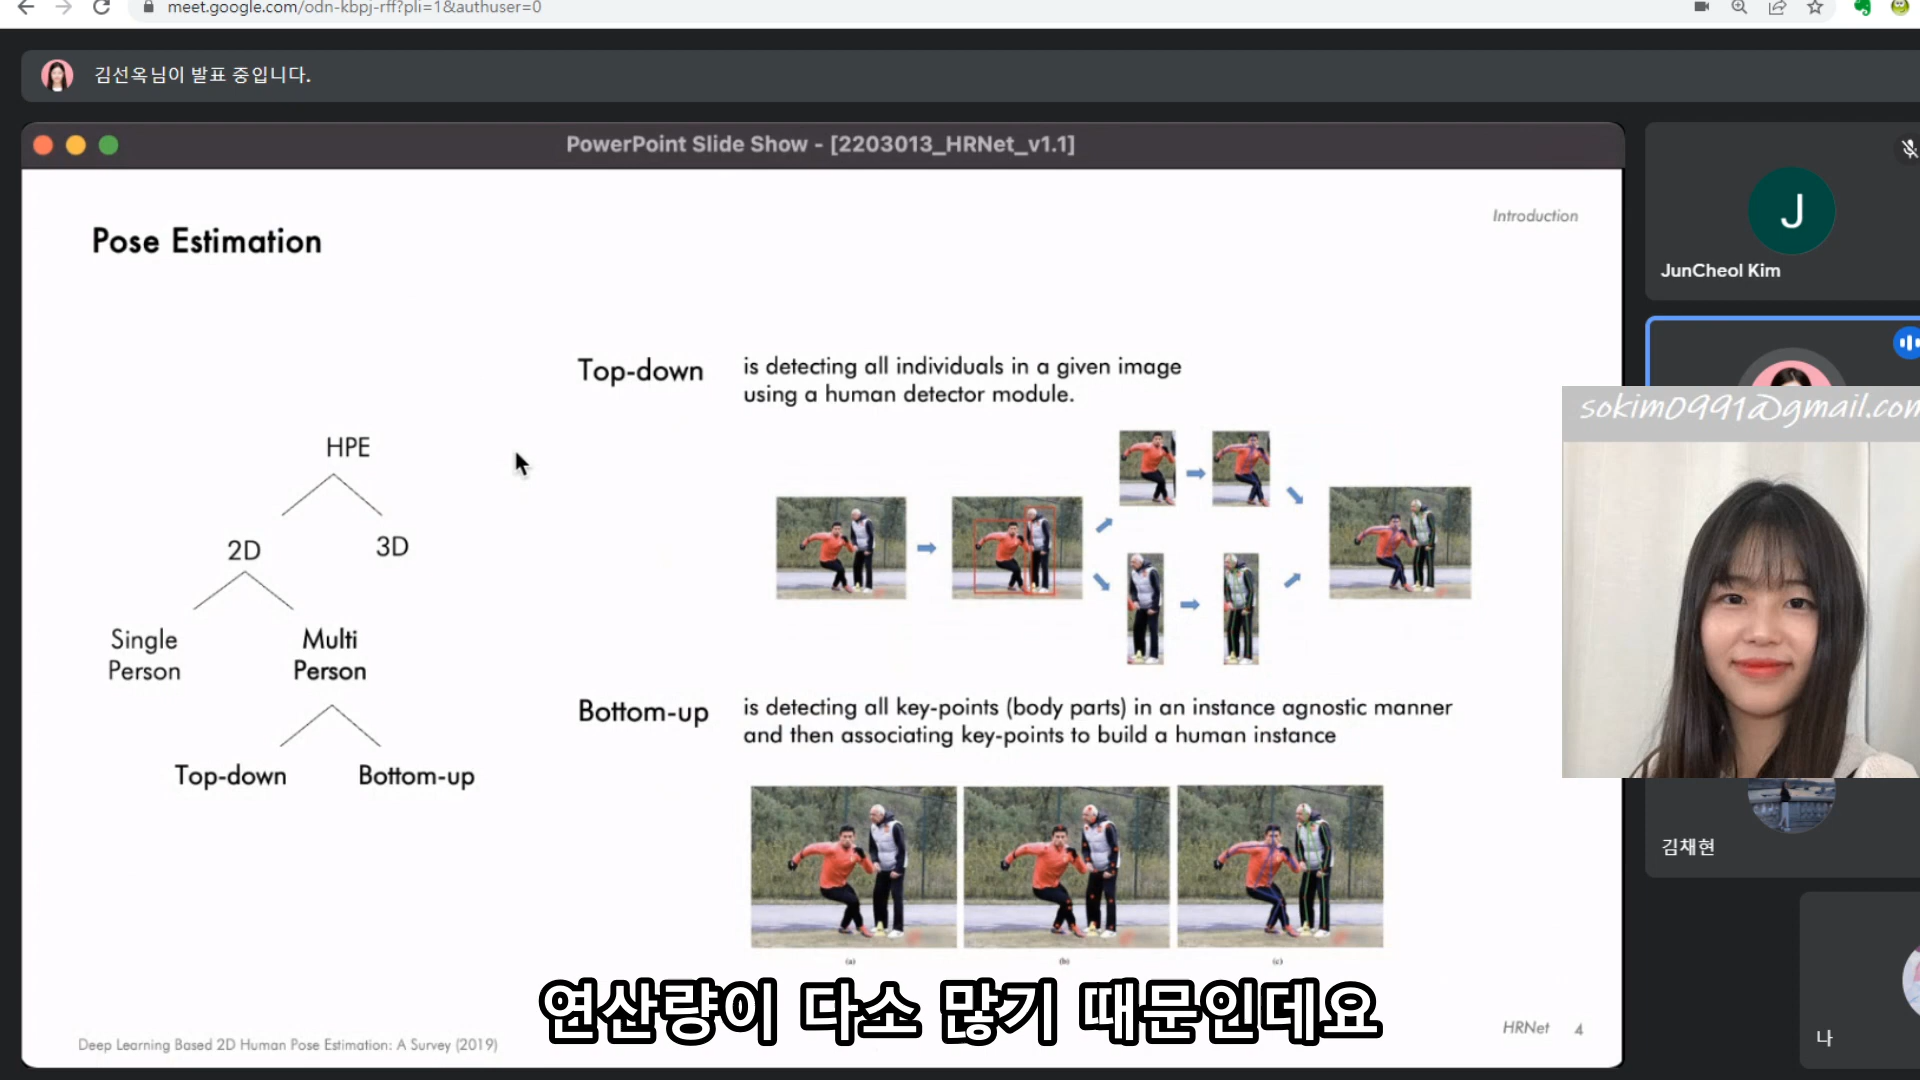 meet.google.com/odn-kbpj-rff?pli=1&authuser=0
김선옥님이 발표 중입니다.
PowerPoint Slide Show - [2203013_HRNet_v1.1]
Introduction
Pose Estimation
J
JunCheol Kim
Top-down
is detecting all individuals in a given image
using a human detector module.
sokim0991@gmail.com
HPE
2D
3D
Single
Person
Multi
Person
Top-down
Bottom-up
Bottom-up
is detecting all key-points (body parts) in an instance agnostic manner
and then associating key-points to build a human instance
(a)
(b)
(c)
김채현
연산량이 다소 많기 때문인데요
나
HRNet 4
Deep Learning Based 2D Human Pose Estimation: A Survey (2019)